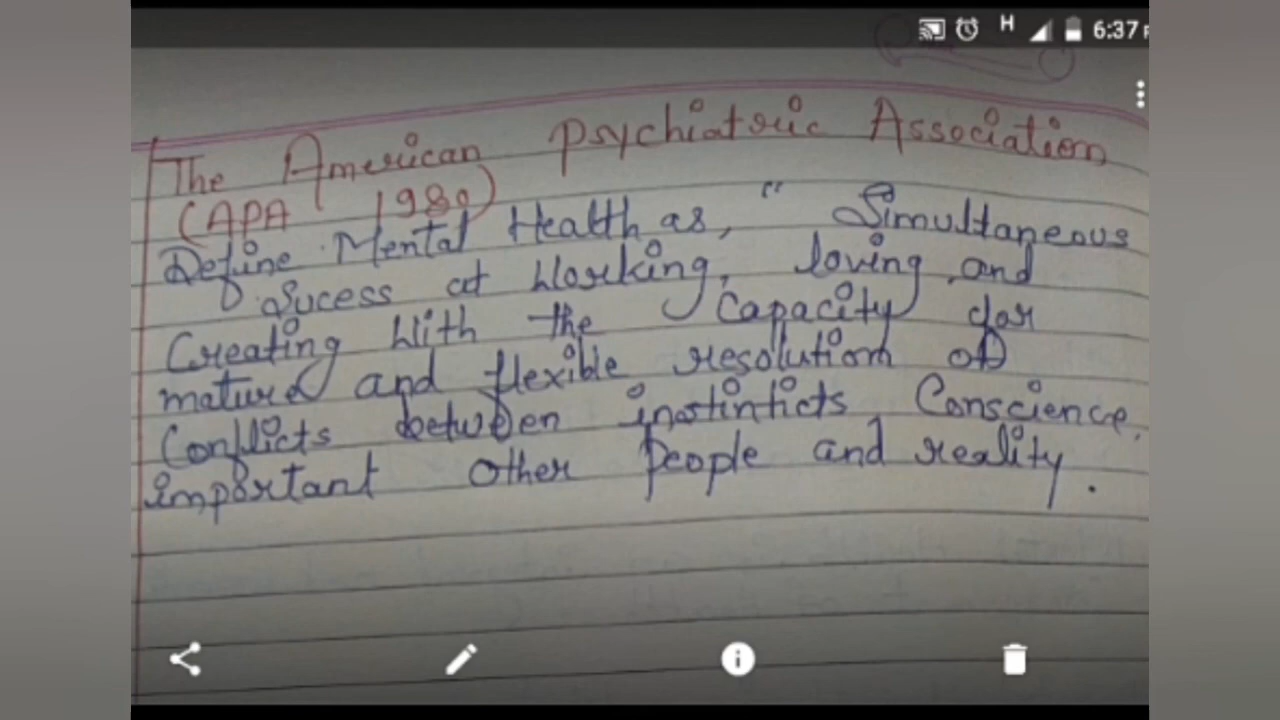 H 6:37
The American Psychiatric Association
(APA 1980)
Define Mental Health as, " Simultaneous
Sucess at Working, loving and
Creating With the Capacity for
mature and flexible resolution of
Conflicts between instinticts, Conscience,
important other people and reality.